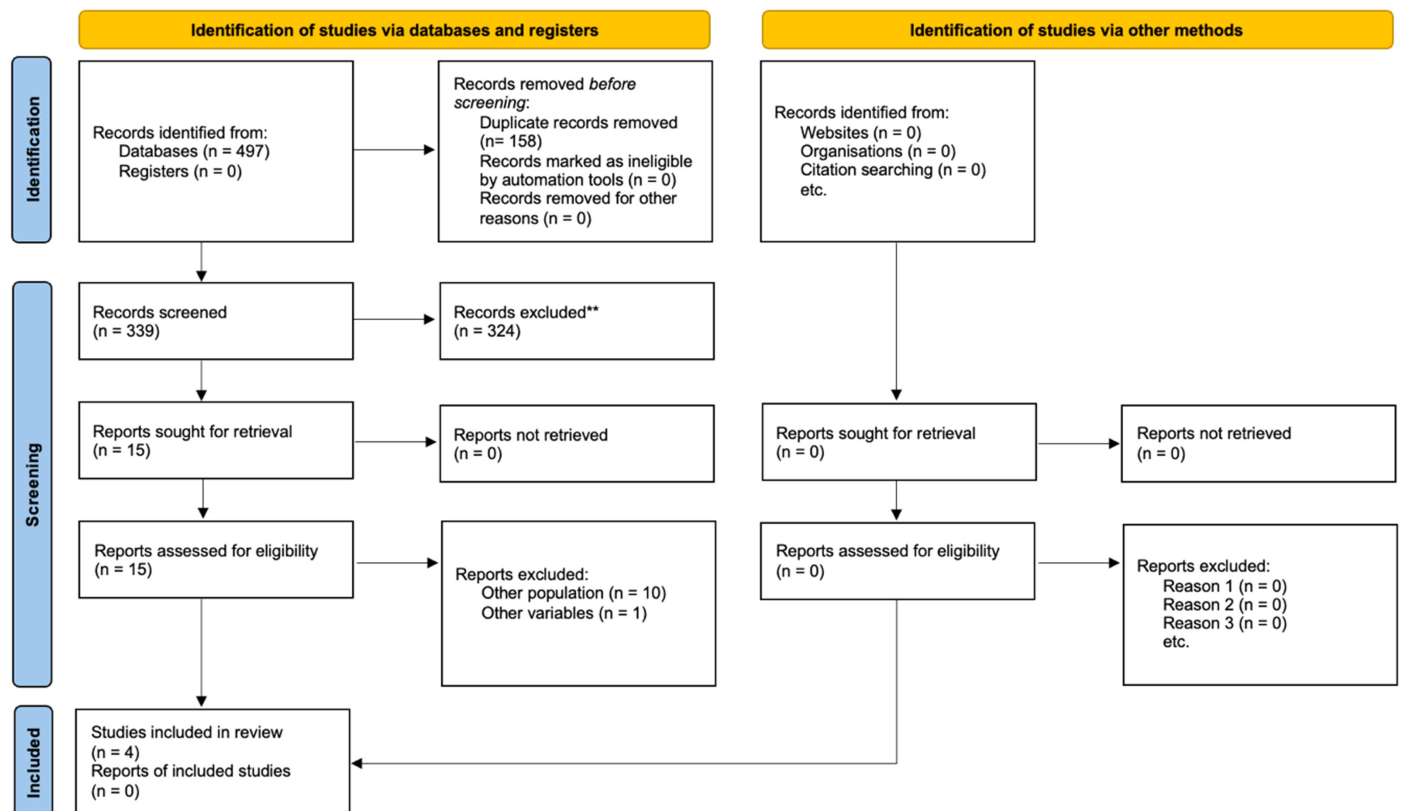 Identification of studies via databases and registers
Identification of studies via other methods
Identification
Records identified from:
Databases (n = 497)
Registers (n = 0)
Records removed before
screening:
Duplicate records removed
(n= 158)
Records marked as ineligible
by automation tools (n = 0)
Records removed for other
reasons (n = 0)
Records identified from:
Websites (n = 0)
Organisations (n = 0)
Citation searching (n = 0)
etc.
Screening
Records screened
(n = 339)
Records excluded**
(n = 324)
Reports sought for retrieval
(n = 15)
Reports not retrieved
(n = 0)
Reports sought for retrieval
(n = 0)
Reports not retrieved
(n = 0)
Reports assessed for eligibility
(n = 15)
Reports excluded:
Other population (n = 10)
Other variables (n = 1)
Reports assessed for eligibility
(n = 0)
Reports excluded:
Reason 1 (n = 0)
Reason 2 (n = 0)
Reason 3 (n = 0)
etc.
Included
Studies included in review
(n = 4)
Reports of included studies
(n = 0)